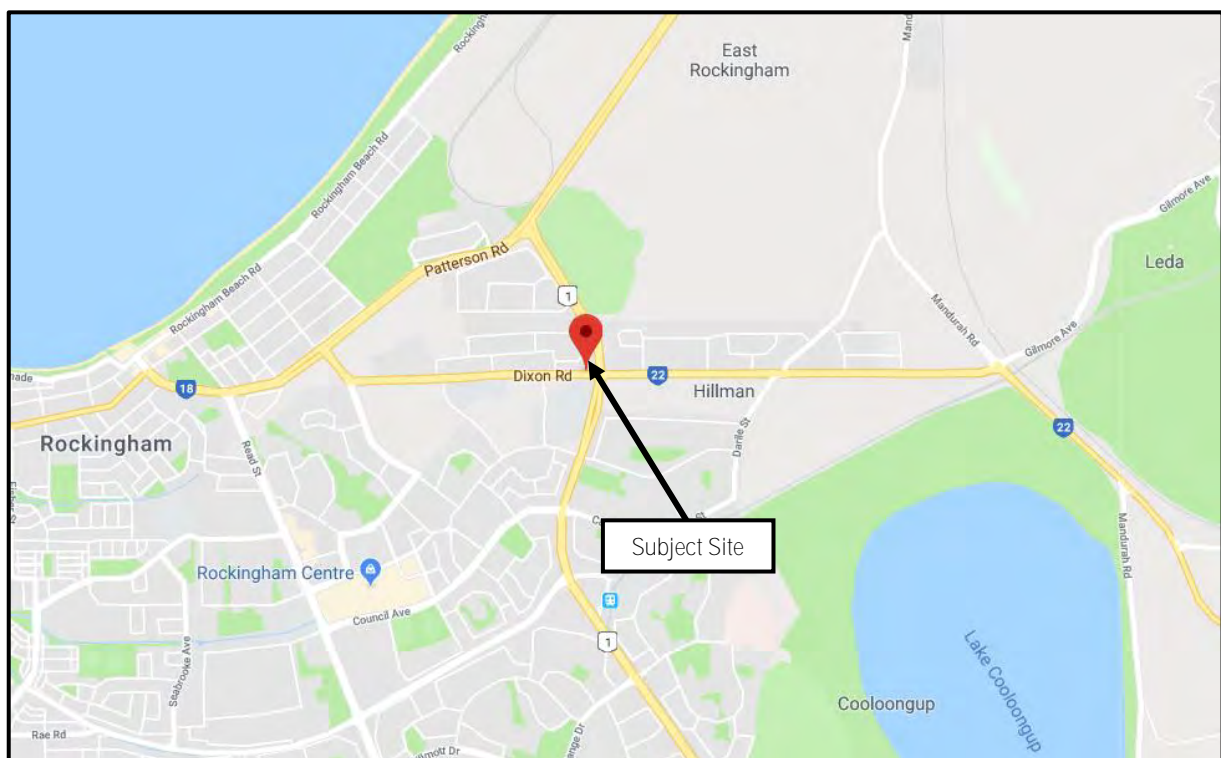 East
Rockingham
Rockingham
Rockingham Beach Rd
Rockingham Beach Rd
Patterson Rd
1
Gilmore Ave
Leda
Mandurah Rd
Gilmore Ave
Dixon Rd
22
Hillman
18
Rockingham
Read St
Darile St
22
Subject Site
Mandurah Rd
Rockingham Centre
Council Ave
1
Seabrooke Ave
Lake Cooloongup
Cooloongup
Rae Rd